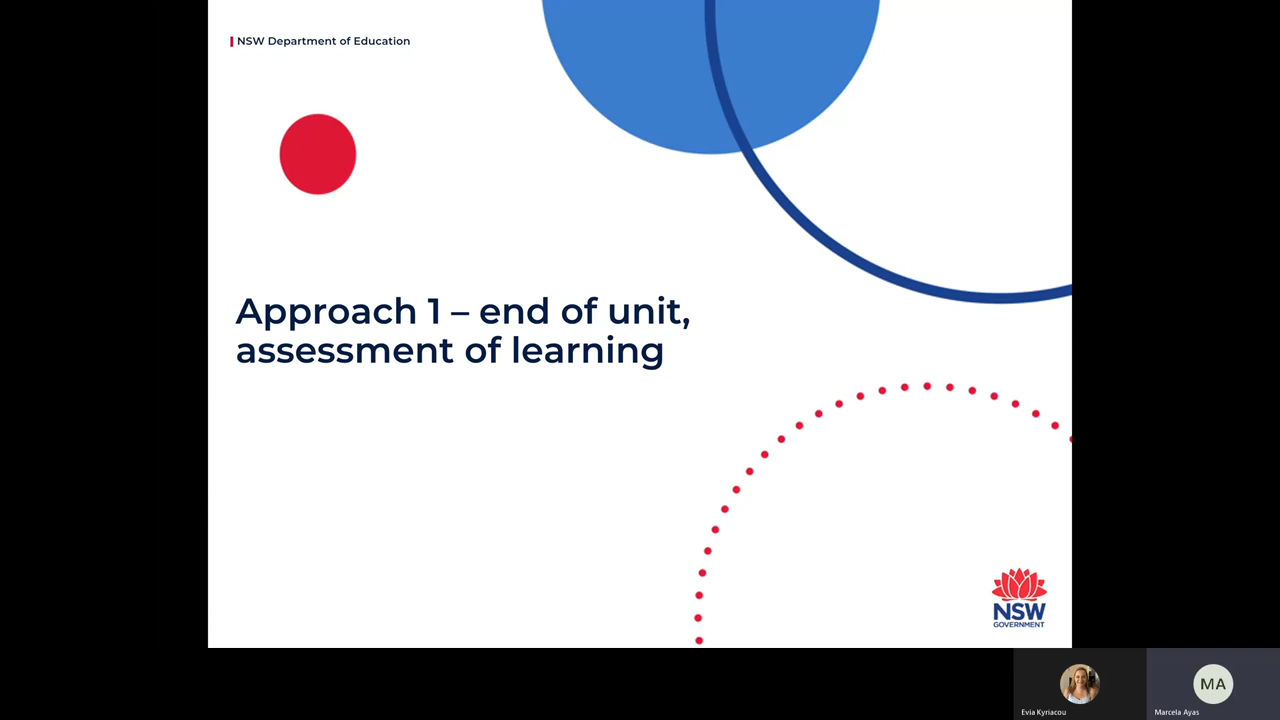 NSW Department of Education
Approach 1 – end of unit,
assessment of learning
NSW
GOVERNMENT
MA
Evia Kyriacou
Marcela Ayas